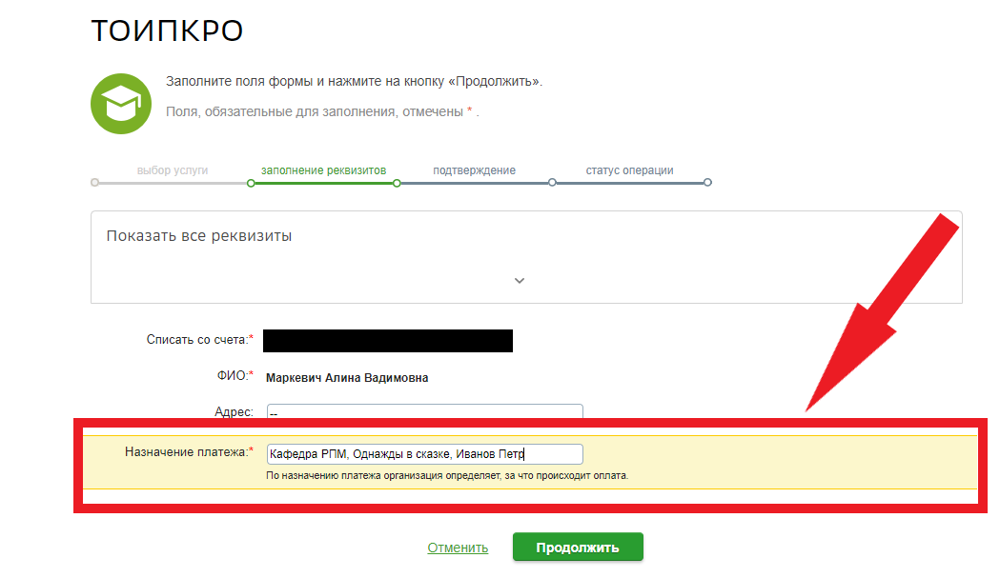 ТОИПКРО
Заполните поля формы и нажмите на кнопку «Продолжить».
Поля, обязательные для заполнения, отмечены * .
выбор услуги заполнение реквизитов подтверждение статус операции
Показать все реквизиты
Списать со счета:*
ФИО:* Маркевич Алина Вадимовна
Адрес: --
Назначение платежа:* Кафедра РПМ, Однажды в сказке, Иванов Петр
По назначению платежа организация определяет, за что происходит оплата.
Отменить Продолжить